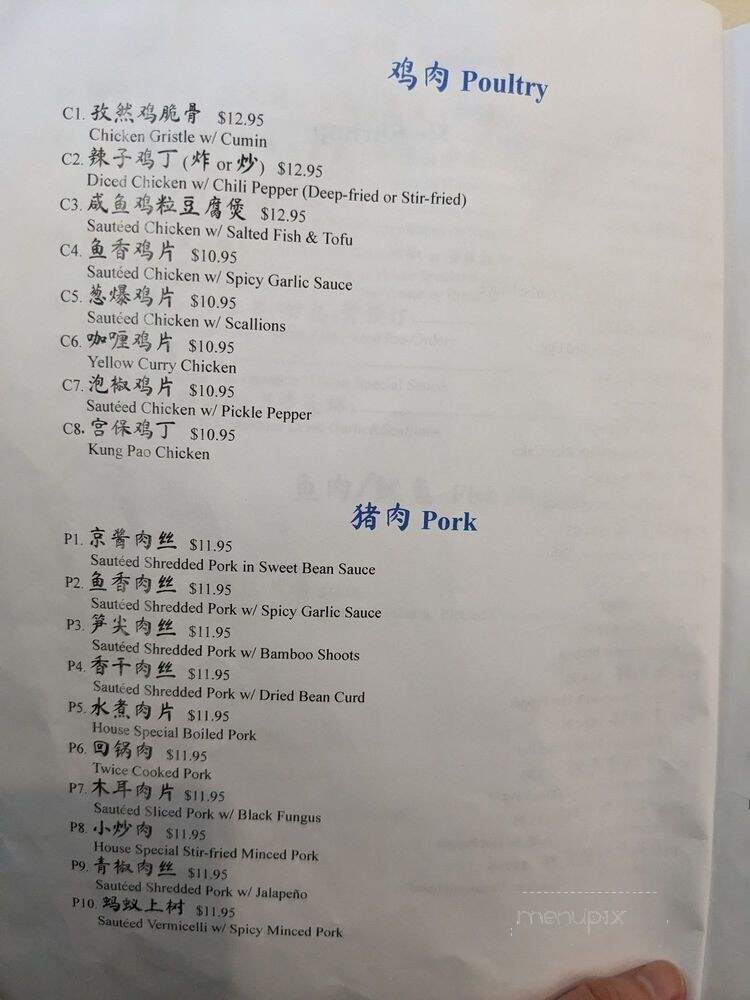 鸡肉 Poultry
C1. 孜然鸡脆骨 $12.95
Chicken Gristle w/ Cumin
C2. 辣子鸡丁 (炸 or 炒) $12.95
Diced Chicken w/ Chili Pepper (Deep-fried or Stir-fried)
C3. 咸鱼鸡粒豆腐煲 $12.95
Sautéed Chicken w/ Salted Fish & Tofu
C4. 鱼香鸡片 $10.95
Sautéed Chicken w/ Spicy Garlic Sauce
C5. 葱爆鸡片 $10.95
Sautéed Chicken w/ Scallions
C6. 咖喱鸡片 $10.95
Yellow Curry Chicken
C7. 泡椒鸡片 $10.95
Sautéed Chicken w/ Pickle Pepper
C8. 宫保鸡丁 $10.95
Kung Pao Chicken
猪肉 Pork
P1. 京酱肉丝 $11.95
Sautéed Shredded Pork in Sweet Bean Sauce
P2. 鱼香肉丝 $11.95
Sautéed Shredded Pork w/ Spicy Garlic Sauce
P3. 笋尖肉丝 $11.95
Sautéed Shredded Pork w/ Bamboo Shoots
P4. 香干肉丝 $11.95
Sautéed Shredded Pork w/ Dried Bean Curd
P5. 水煮肉片 $11.95
House Special Boiled Pork
P6. 回锅肉 $11.95
Twice Cooked Pork
P7. 木耳肉片 $11.95
Sautéed Sliced Pork w/ Black Fungus
P8. 小炒肉 $11.95
House Special Stir-fried Minced Pork
P9. 青椒肉丝 $11.95
Sautéed Shredded Pork w/ Jalapeño
P10. 蚂蚁上树 $11.95
Sautéed Vermicelli w/ Spicy Minced Pork
menupix